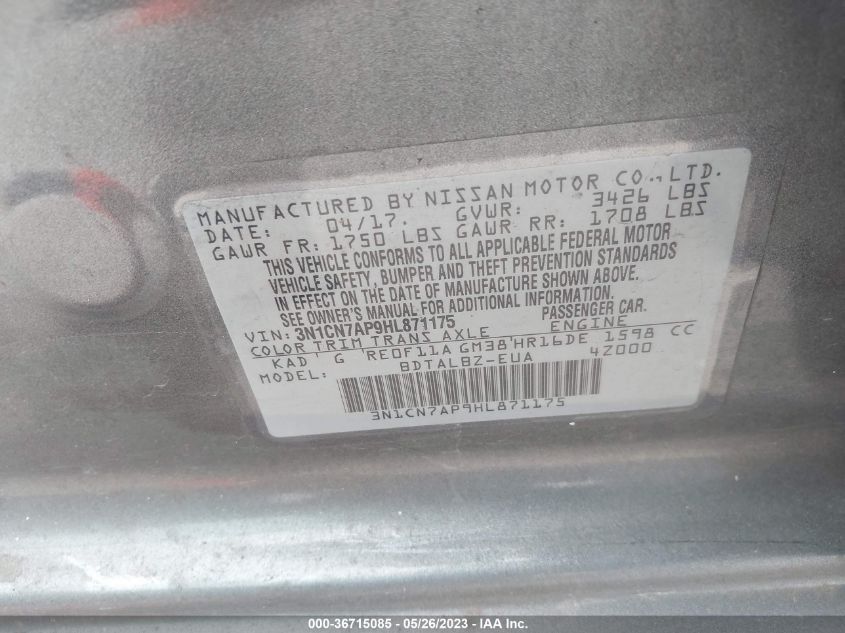 MANUFACTURED BY NISSAN MOTOR CO., LTD.
DATE: 04/17. GVWR: 3426 LBS
GAWR FR: 1750 LBS GAWR RR: 1708 LBS
THIS VEHICLE CONFORMS TO ALL APPLICABLE FEDERAL MOTOR
VEHICLE SAFETY, BUMPER AND THEFT PREVENTION STANDARDS
IN EFFECT ON THE DATE OF MANUFACTURE SHOWN ABOVE.
SEE OWNER'S MANUAL FOR ADDITIONAL INFORMATION.
VIN: 3N1CN7AP9HL871175 PASSENGER CAR.
COLOR TRIM TRANS AXLE ENGINE
KAD ' G 'RE0F11A GM38'HR16DE 1598 CC
MODEL: BDTALBZ-EUA 4Z000
3N1CN7AP9HL871175
000-36715085 - 05/26/2023 - IAA Inc.